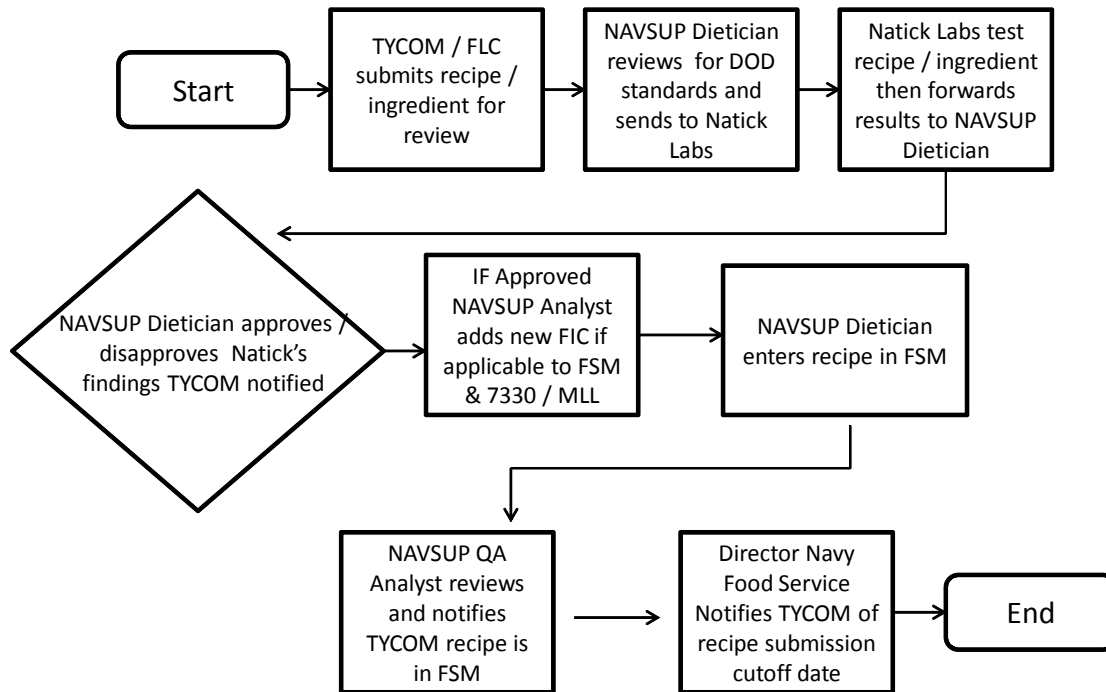 Start
TYCOM / FLC
submits recipe /
ingredient for
review
NAVSUP Dietician
reviews for DOD
standards and
sends to Natick
Labs
Natick Labs test
recipe / ingredient
then forwards
results to NAVSUP
Dietician
NAVSUP Dietician approves /
disapproves Natick’s
findings TYCOM notified
IF Approved
NAVSUP Analyst
adds new FIC if
applicable to FSM
& 7330 / MLL
NAVSUP Dietician
enters recipe in FSM
NAVSUP QA
Analyst reviews
and notifies
TYCOM recipe is
in FSM
Director Navy
Food Service
Notifies TYCOM of
recipe submission
cutoff date
End